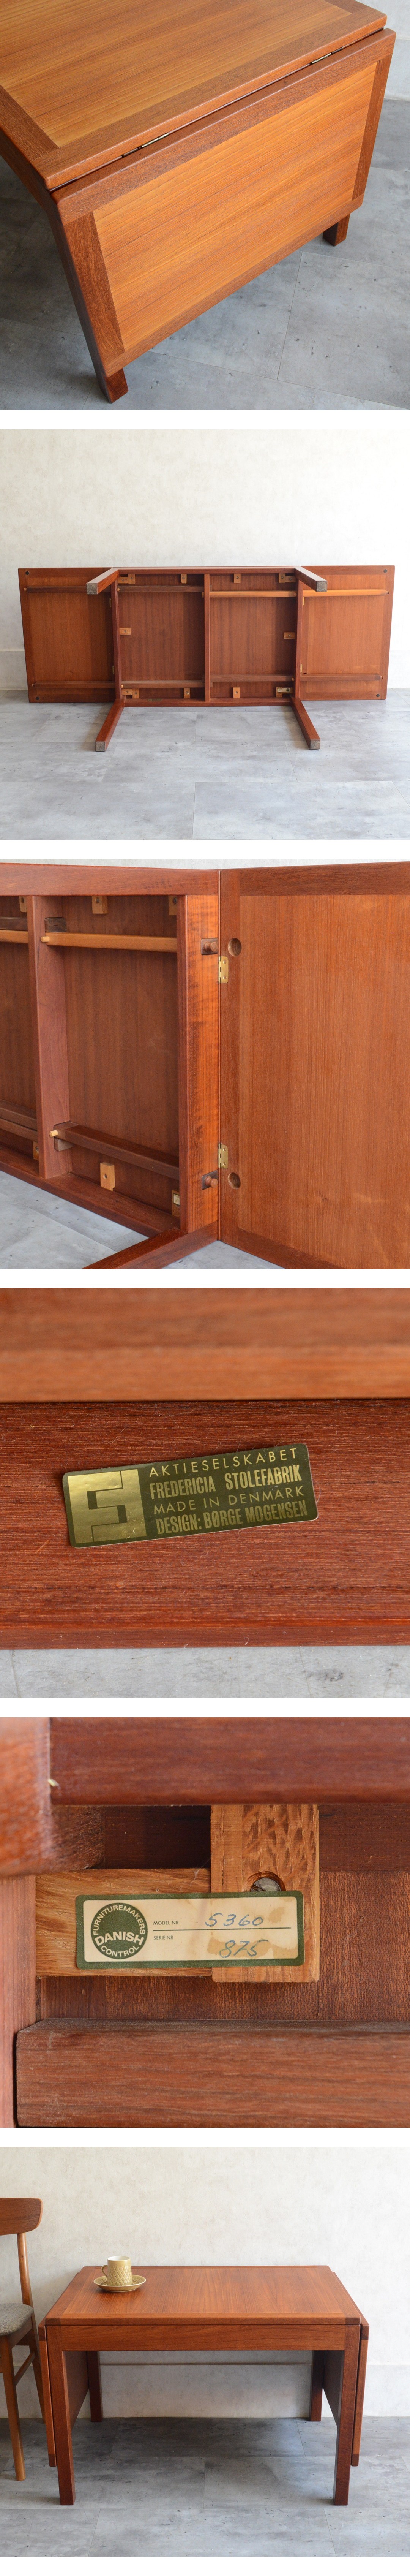 AKTIESELSKABET
FREDERICIA STOLEFABRIK
MADE IN DENMARK
DESIGN: BØRGE MOGENSEN
FURNITUREMAKERS
DANISH
CONTROL
MODEL NR. 5360
SERIE NR 875